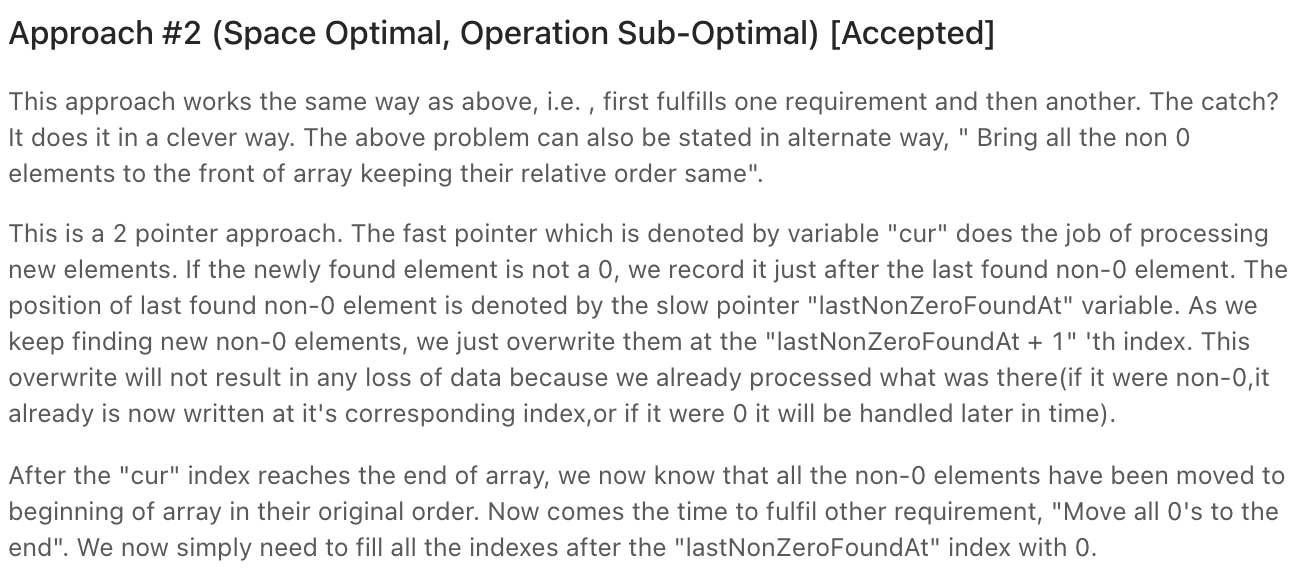 Approach #2 (Space Optimal, Operation Sub-Optimal) [Accepted]
This approach works the same way as above, i.e. , first fulfills one requirement and then another. The catch?
It does it in a clever way. The above problem can also be stated in alternate way, " Bring all the non 0
elements to the front of array keeping their relative order same".
This is a 2 pointer approach. The fast pointer which is denoted by variable "cur" does the job of processing
new elements. If the newly found element is not a 0, we record it just after the last found non-0 element. The
position of last found non-0 element is denoted by the slow pointer "lastNonZeroFoundAt" variable. As we
keep finding new non-0 elements, we just overwrite them at the "lastNonZeroFoundAt + 1" 'th index. This
overwrite will not result in any loss of data because we already processed what was there(if it were non-0,it
already is now written at it's corresponding index,or if it were 0 it will be handled later in time).
After the "cur" index reaches the end of array, we now know that all the non-0 elements have been moved to
beginning of array in their original order. Now comes the time to fulfil other requirement, "Move all 0's to the
end". We now simply need to fill all the indexes after the "lastNonZeroFoundAt" index with 0.